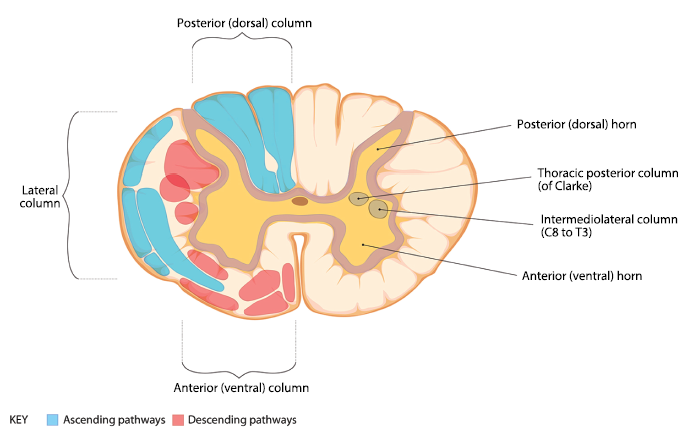 Posterior (dorsal) column
Posterior (dorsal) horn
Thoracic posterior column
(of Clarke)
Lateral
column
Intermediolateral column
(C8 to T3)
Anterior (ventral) horn
Anterior (ventral) column
KEY Ascending pathways Descending pathways